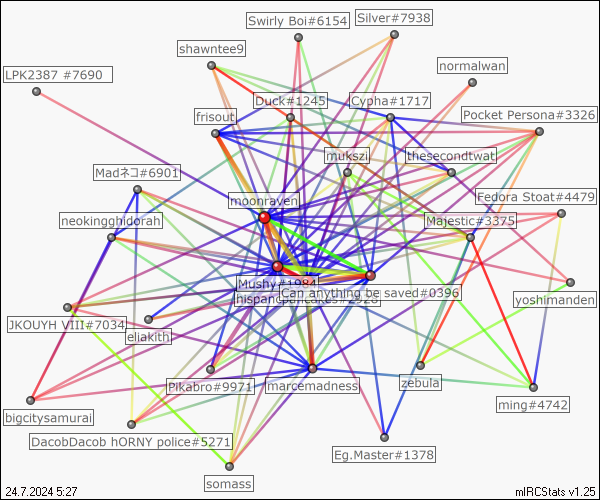 Swirly Boi#6154
Silver#7938
shawntee9
LPK2387 #7690
normalwan
Duck#1245
Cypha#1717
frisout
Pocket Persona#3326
mukszi
thesecondtwat
Madネコ#6901
moonraven
Fedora Stoat#4479
neokingghidorah
Majestic#3375
Mushy#1984
Can anything be saved#0396
yoshimanden
JKOUYH VIII#7034
eliakith
Pikabro#9971
marcemadness
zebula
ming#4742
bigcitysamurai
DacobDacob hORNY police#5271
Eg.Master#1378
somass
24.7.2024 5:27
mIRCStats v1.25